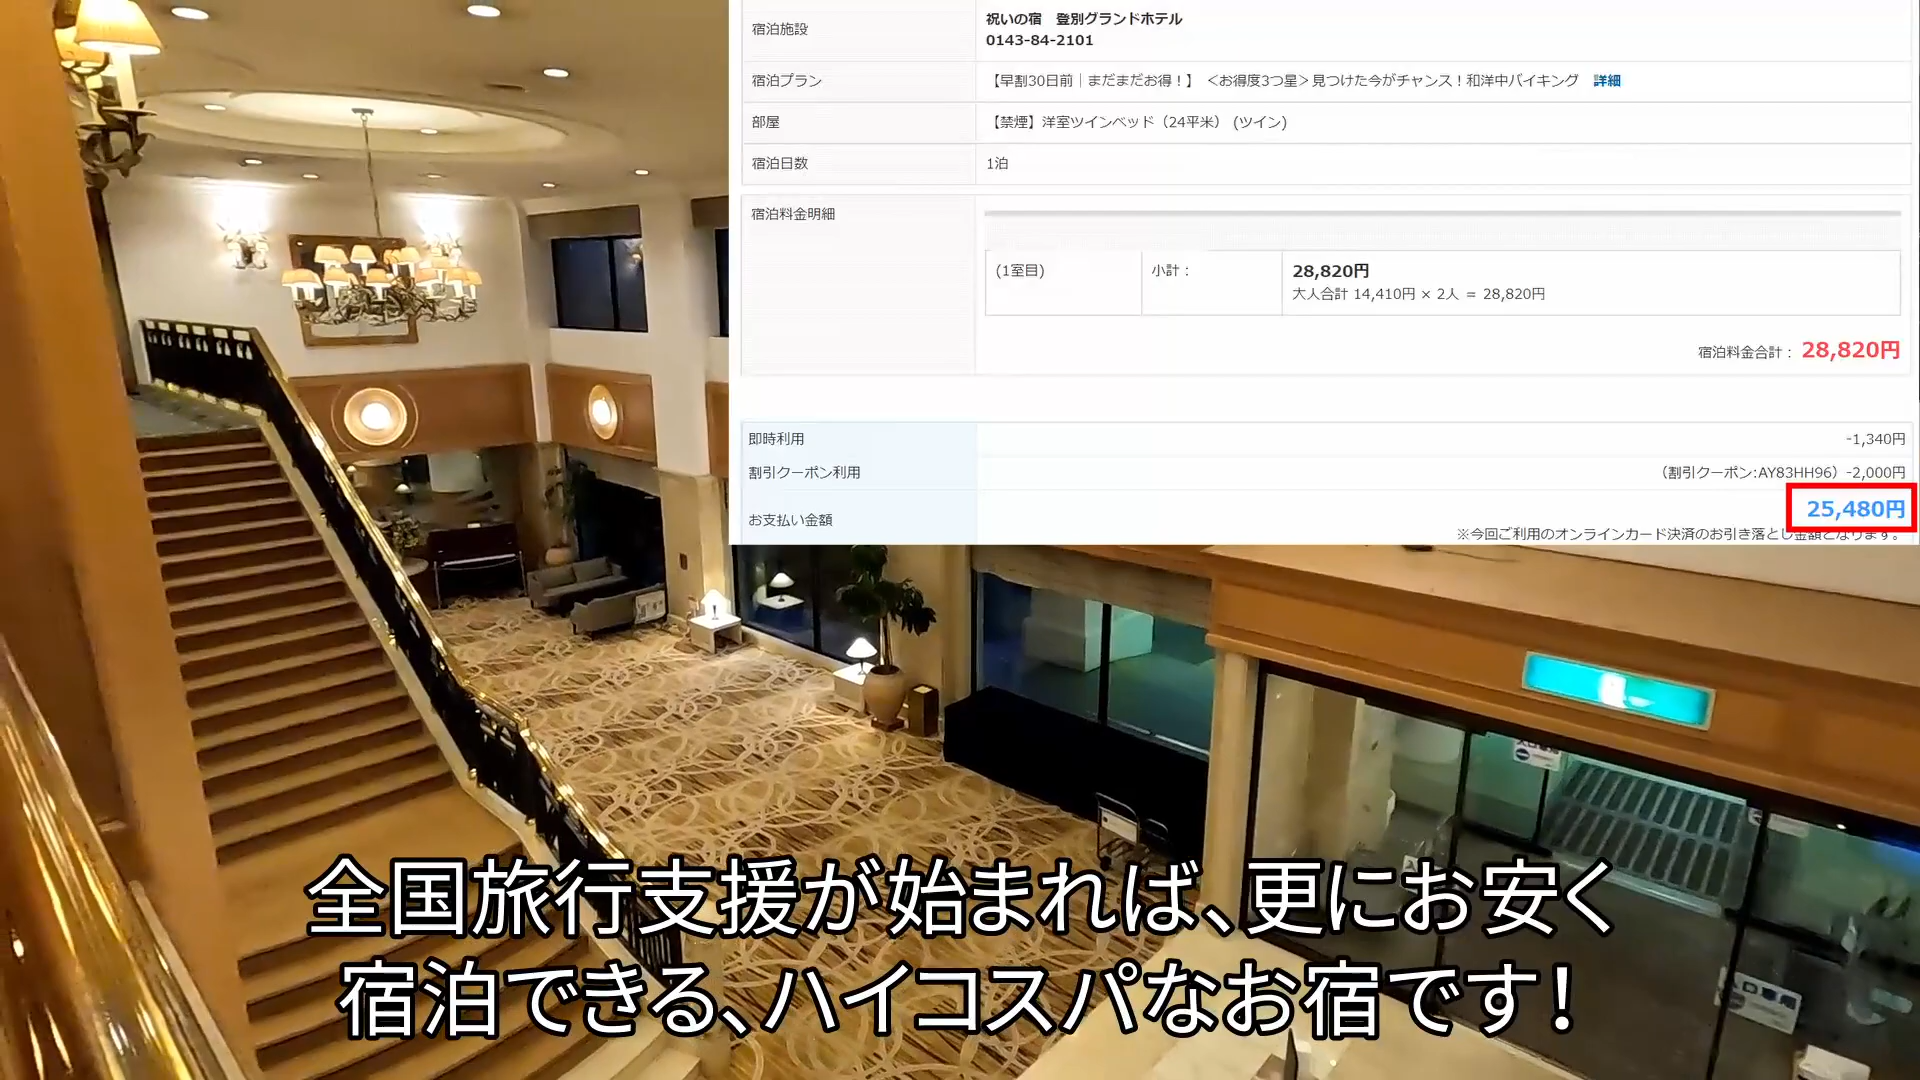 宿泊施設
祝いの宿　登別グランドホテル
0143-84-2101
宿泊プラン
【早割30日前｜まだまだお得！】 ＜お得度3つ星＞見つけた今がチャンス！和洋中バイキング　詳細
部屋
【禁煙】洋室ツインベッド（24平米） (ツイン)
宿泊日数
1泊
宿泊料金明細
(1室目)
小計：
28,820円
大人合計 14,410円 × 2人 ＝ 28,820円
宿泊料金合計： 28,820円
即時利用
-1,340円
割引クーポン利用
（割引クーポン:AY83HH96）-2,000円
お支払い金額
25,480円
※今回ご利用のオンラインカード決済のお引き落とし金額となります。
全国旅行支援が始まれば、更にお安く
宿泊できる、ハイコスパなお宿です！